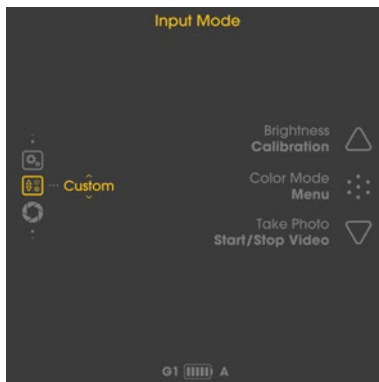 Input Mode
Brightness
Calibration
Custom
Color Mode
Menu
Take Photo
Start/Stop Video
G1 A